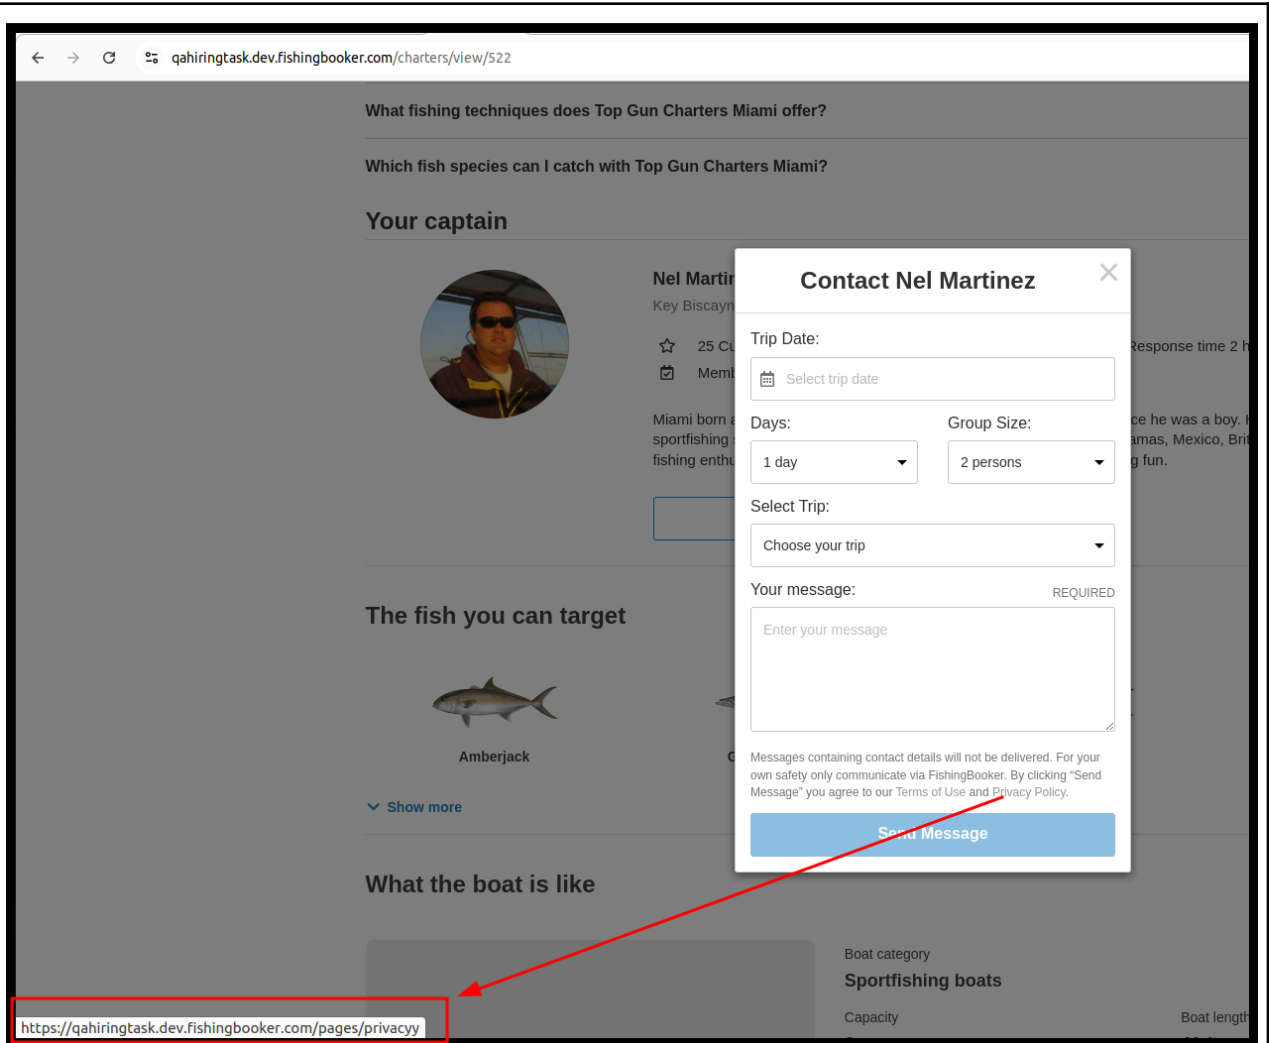 qahiringtask.dev.fishingbooker.com/charters/view/522
What fishing techniques does Top Gun Charters Miami offer?
Which fish species can I catch with Top Gun Charters Miami?
Your captain
Nel Martin
Key Biscayn
25 Cu
Response time 2 h
Memb
Miami born a
ce he was a boy. H
sportfishing
amas, Mexico, Brit
fishing enthu
g fun.
Contact Nel Martinez
Trip Date:
Select trip date
Days:
Group Size:
1 day
2 persons
Select Trip:
Choose your trip
Your message:
REQUIRED
Enter your message
Messages containing contact details will not be delivered. For your
own safety only communicate via FishingBooker. By clicking “Send
Message” you agree to our Terms of Use and Privacy Policy.
Send Message
The fish you can target
Amberjack
G
Show more
What the boat is like
Boat category
Sportfishing boats
Capacity
Boat length
https://qahiringtask.dev.fishingbooker.com/pages/privacyy